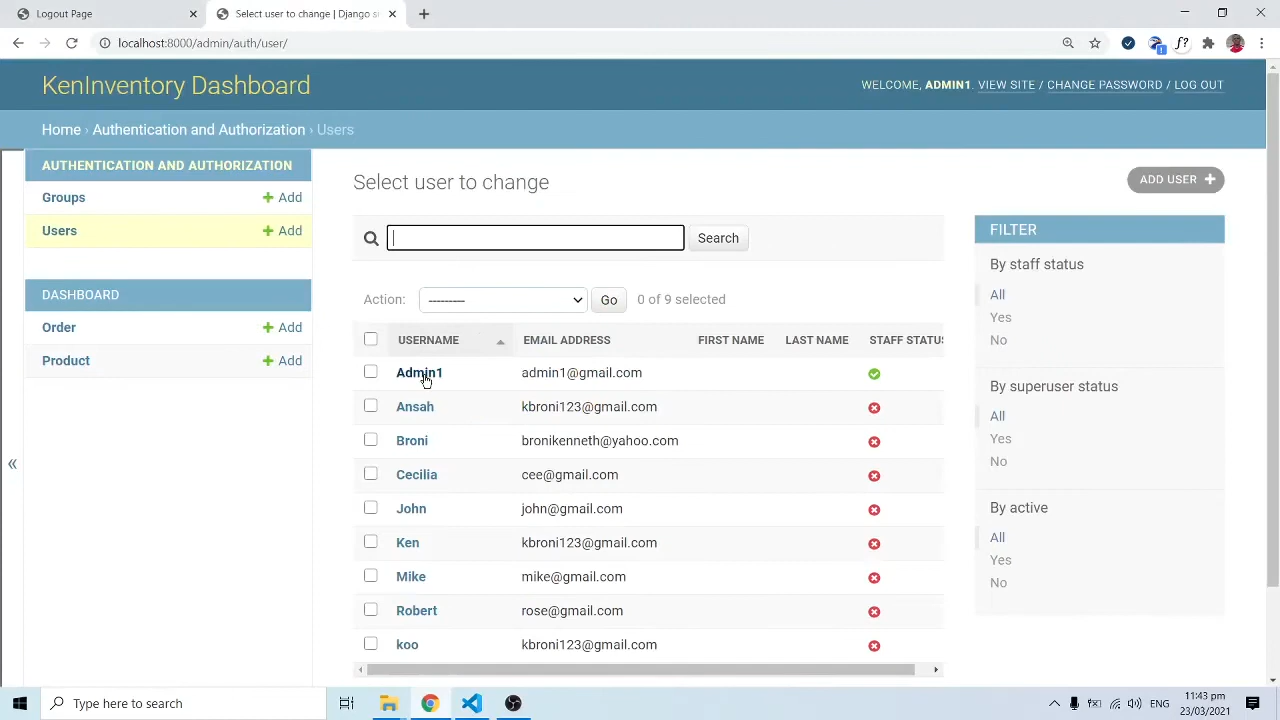 Logout Page
Select user to change | Django s
localhost:8000/admin/auth/user/
KenInventory Dashboard
WELCOME, ADMIN1. VIEW SITE / CHANGE PASSWORD / LOG OUT
Home › Authentication and Authorization › Users
AUTHENTICATION AND AUTHORIZATION
Groups + Add
Users + Add
DASHBOARD
Order + Add
Product + Add
«
Select user to change
ADD USER +
Search
Action: --------- Go 0 of 9 selected
USERNAME EMAIL ADDRESS FIRST NAME LAST NAME STAFF STATUS
Admin1 admin1@gmail.com
Ansah kbroni123@gmail.com
Broni bronikenneth@yahoo.com
Cecilia cee@gmail.com
John john@gmail.com
Ken kbroni123@gmail.com
Mike mike@gmail.com
Robert rose@gmail.com
koo kbroni123@gmail.com
FILTER
By staff status
All
Yes
No
By superuser status
All
Yes
No
By active
All
Yes
No
Type here to search
ENG
11:43 pm
23/03/2021